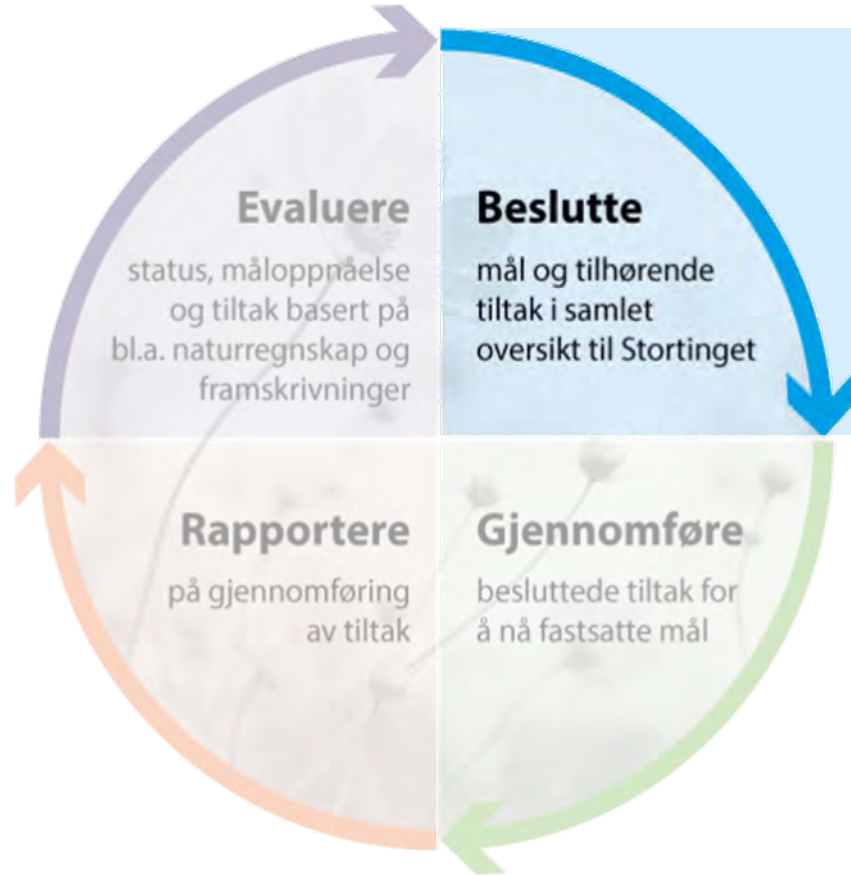 Evaluere
status, måloppnåelse
og tiltak basert på
bl.a. naturregnskap og
framskrivninger
Beslutte
mål og tilhørende
tiltak i samlet
oversikt til Stortinget
Rapportere
på gjennomføring
av tiltak
Gjennomføre
besluttede tiltak for
å nå fastsatte mål